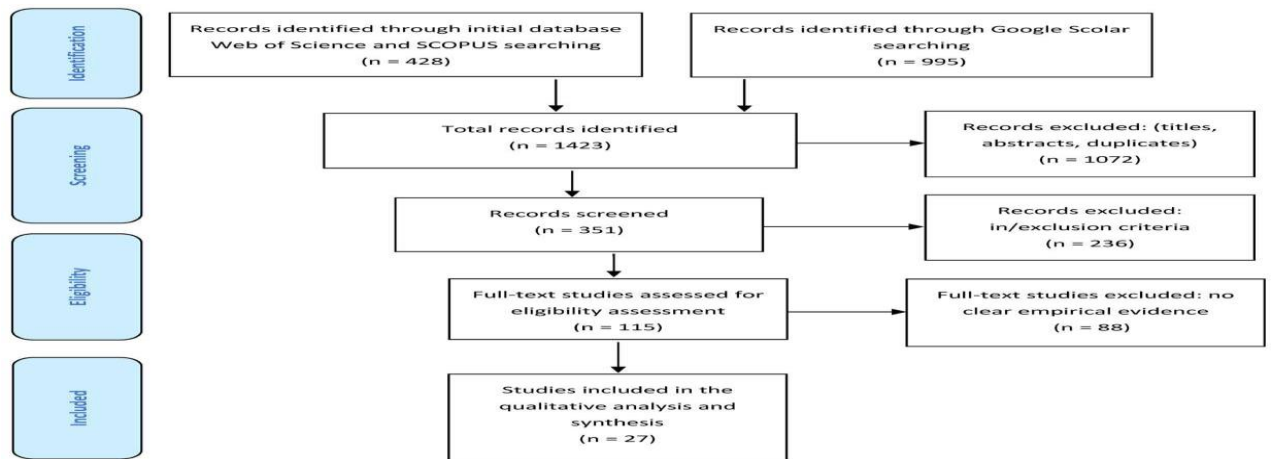 Identification
Records identified through initial database
Web of Science and SCOPUS searching
(n = 428)
Records identified through Google Scolar
searching
(n = 995)
Screening
Total records identified
(n = 1423)
Records excluded: (titles,
abstracts, duplicates)
(n = 1072)
Records screened
(n = 351)
Records excluded:
in/exclusion criteria
(n = 236)
Eligibility
Full-text studies assessed for
eligibility assessment
(n = 115)
Full-text studies excluded: no
clear empirical evidence
(n = 88)
Included
Studies included in the
qualitative analysis and
synthesis
(n = 27)